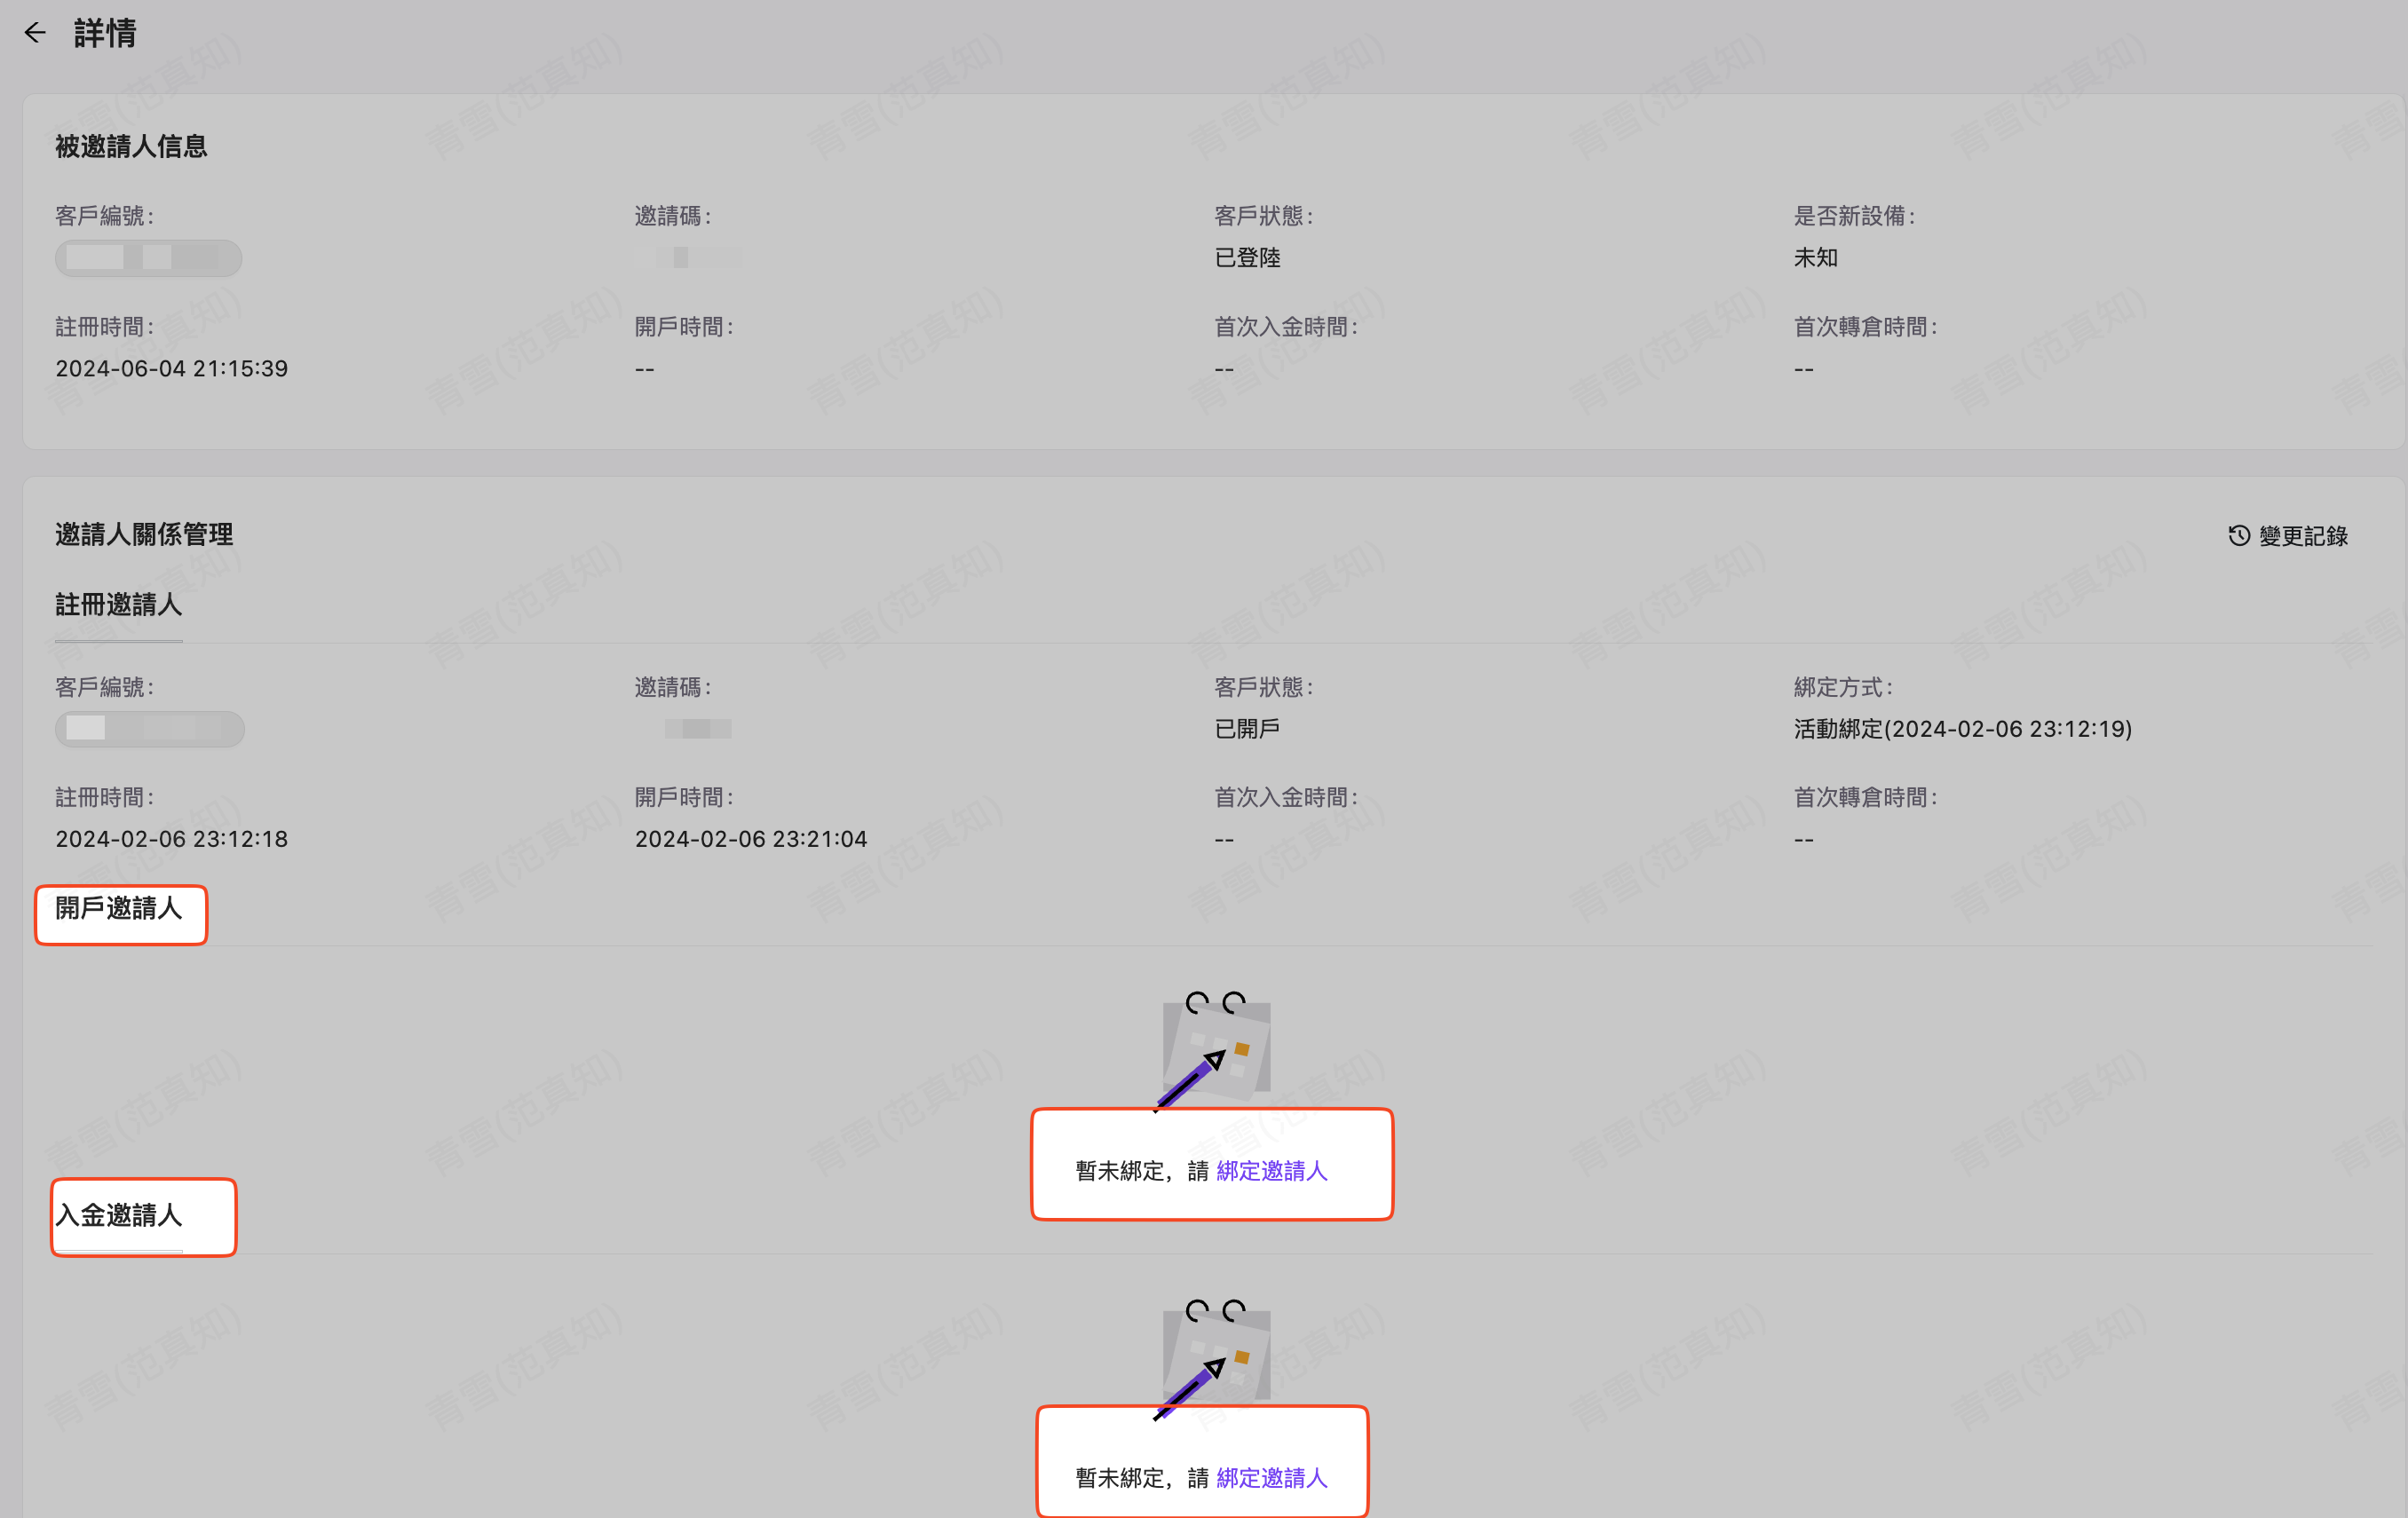 詳情
被邀請人信息
客戶編號:
邀請碼:
客戶狀態:
是否新設備:
已登陸
未知
註冊時間:
開戶時間:
首次入金時間:
首次轉倉時間:
2024-06-04 21:15:39
--
--
--
邀請人關係管理
變更記錄
註冊邀請人
客戶編號:
邀請碼:
客戶狀態:
綁定方式:
已開戶
活動綁定(2024-02-06 23:12:19)
註冊時間:
開戶時間:
首次入金時間:
首次轉倉時間:
2024-02-06 23:12:18
2024-02-06 23:21:04
--
--
開戶邀請人
暫未綁定，請 綁定邀請人
入金邀請人
暫未綁定，請 綁定邀請人
青雪(范真知)